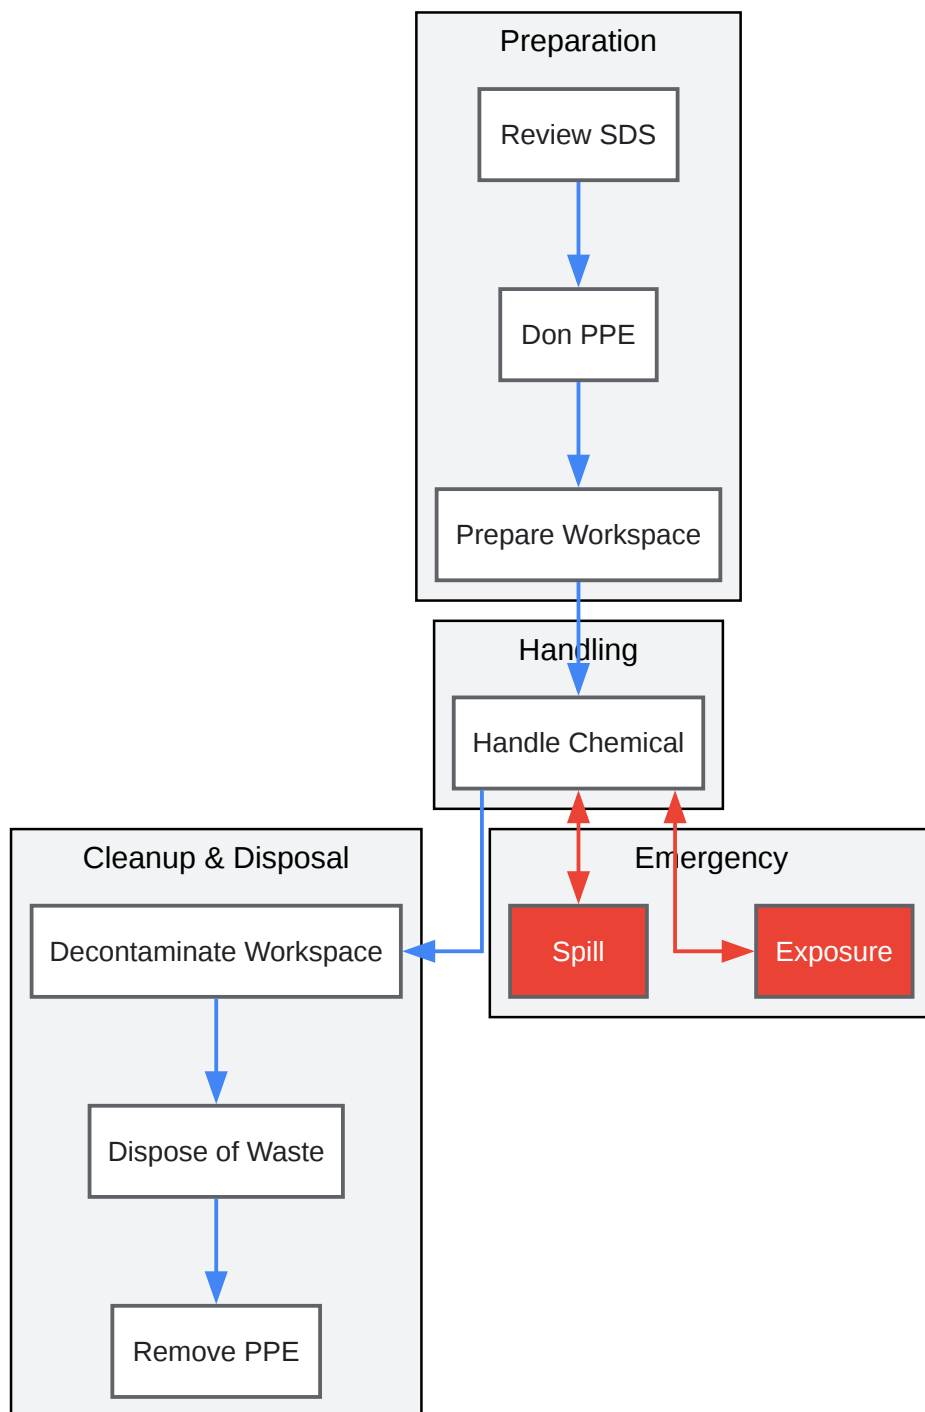 Preparation
Review SDS
Don PPE
Prepare Workspace
Handling
Handle Chemical
Cleanup & Disposal
Decontaminate Workspace
Dispose of Waste
Remove PPE
Emergency
Spill
Exposure